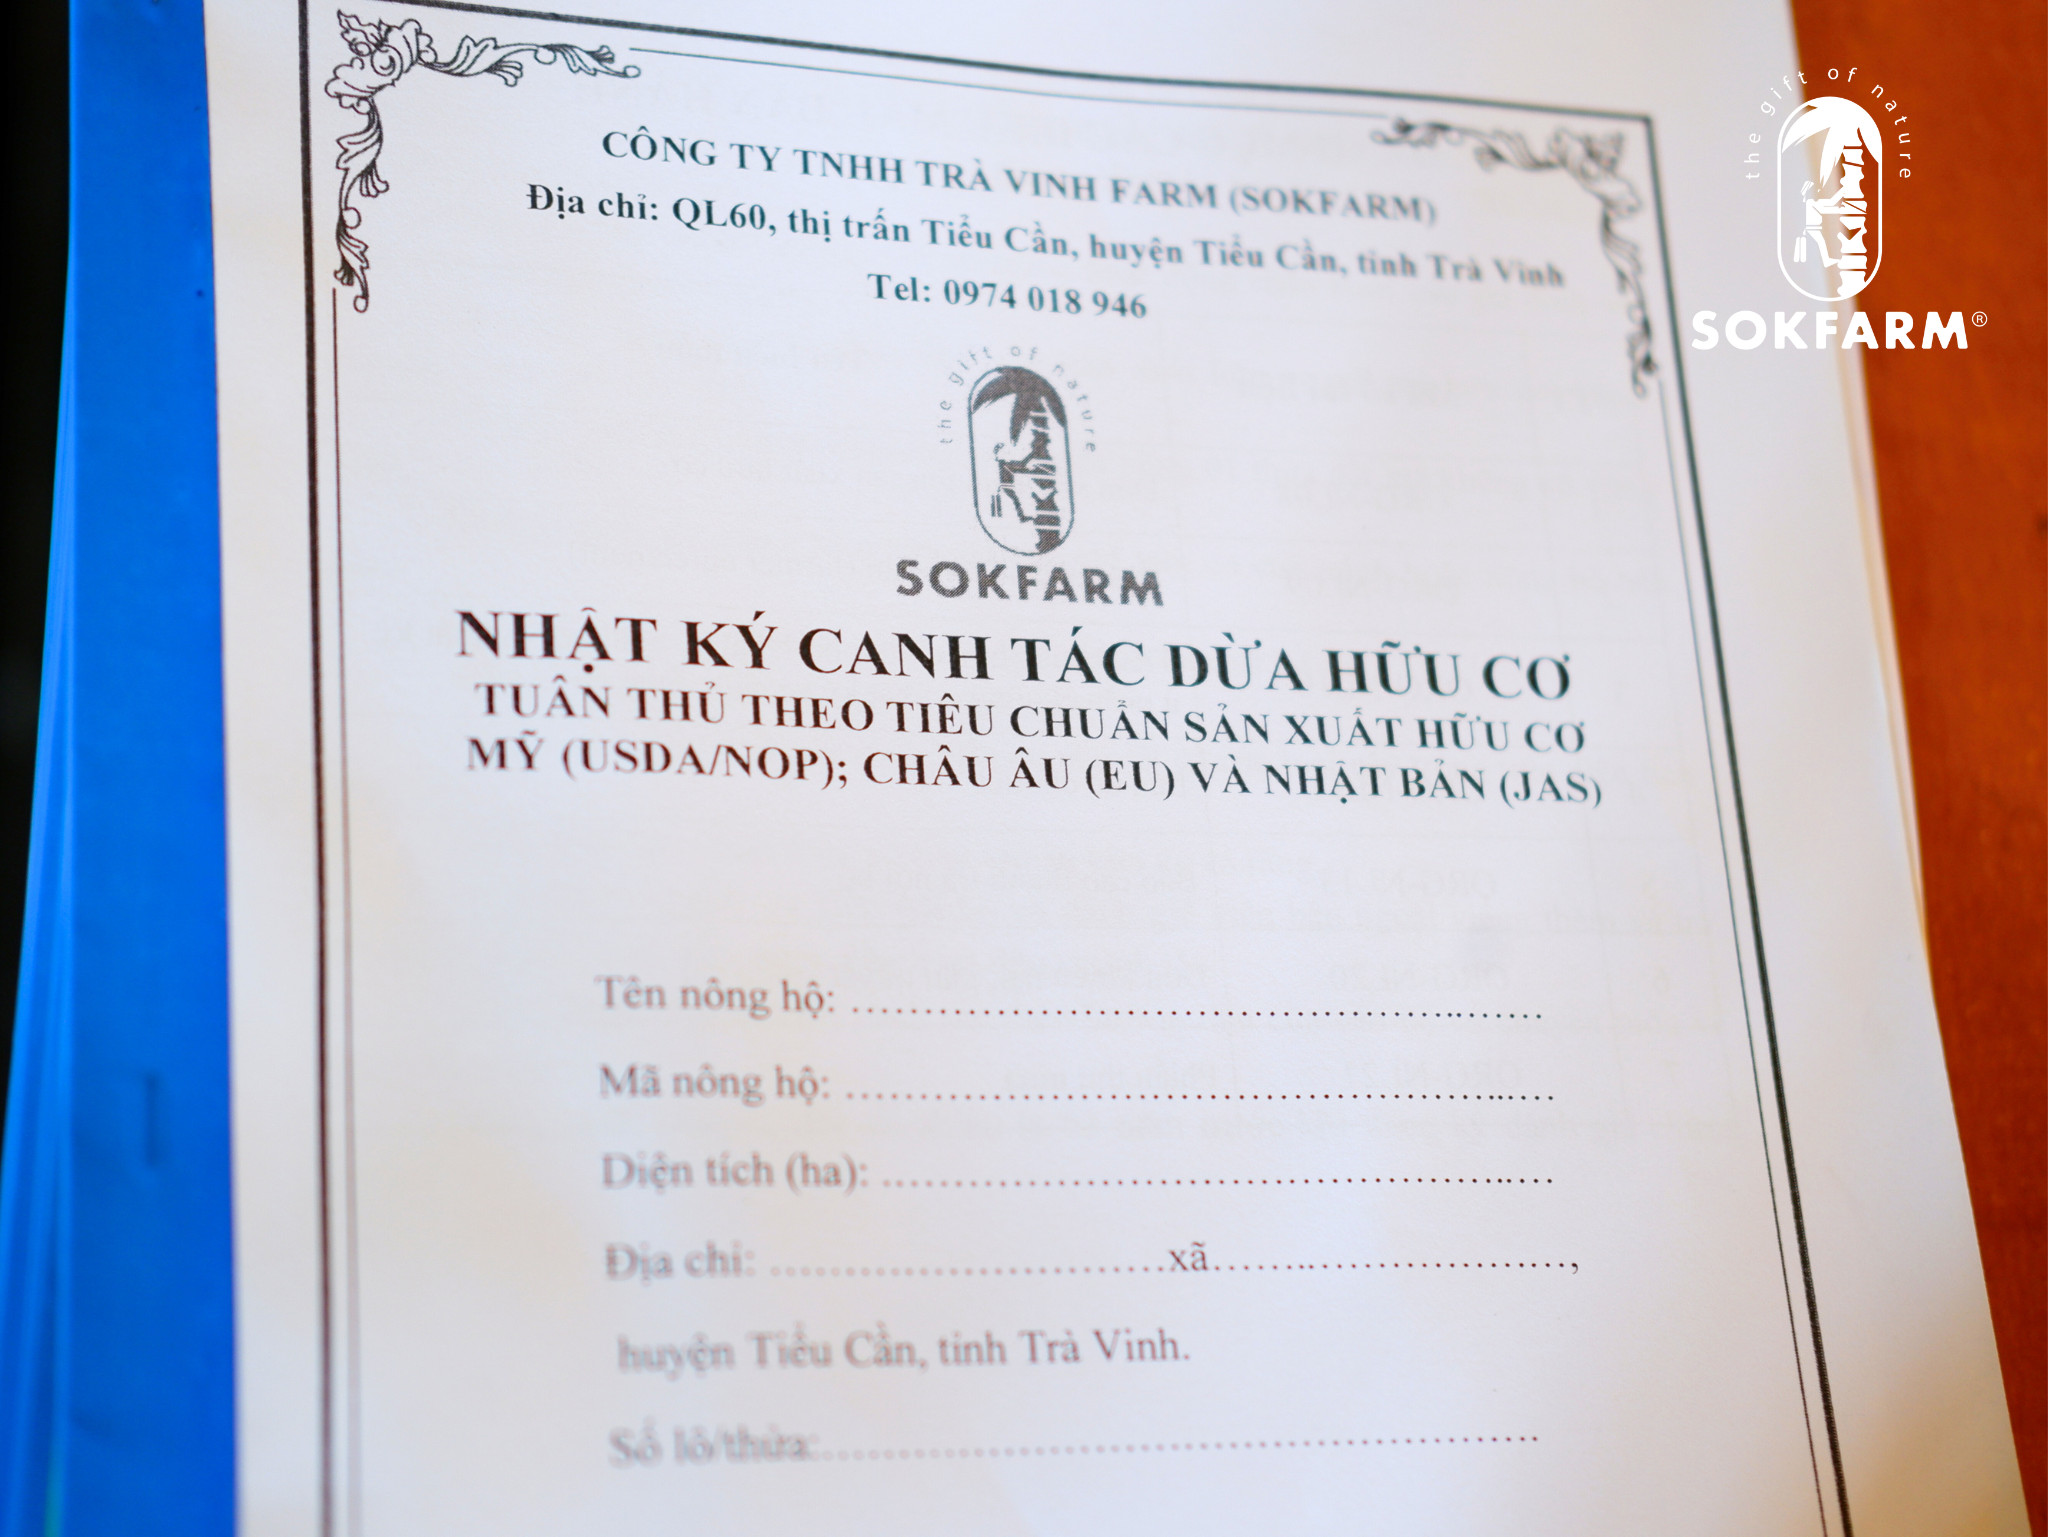 CÔNG TY TNHH TRÀ VINH FARM (SOKFARM)
Địa chỉ: QL60, thị trấn Tiểu Cần, huyện Tiểu Cần, tỉnh Trà Vinh
Tel: 0974 018 946
the gift of nature
SOKFARM
the gift of nature
SOKFARM®
NHẬT KÝ CANH TÁC DỪA HỮU CƠ
TUÂN THỦ THEO TIÊU CHUẨN SẢN XUẤT HỮU CƠ
MỸ (USDA/NOP); CHÂU ÂU (EU) VÀ NHẬT BẢN (JAS)
Tên nông hộ: ......................................................
Mã nông hộ: ......................................................
Diện tích (ha): ......................................................
Địa chỉ: ..............................xã..............................,
huyện Tiểu Cần, tỉnh Trà Vinh.
Số lô/thửa:......................................................